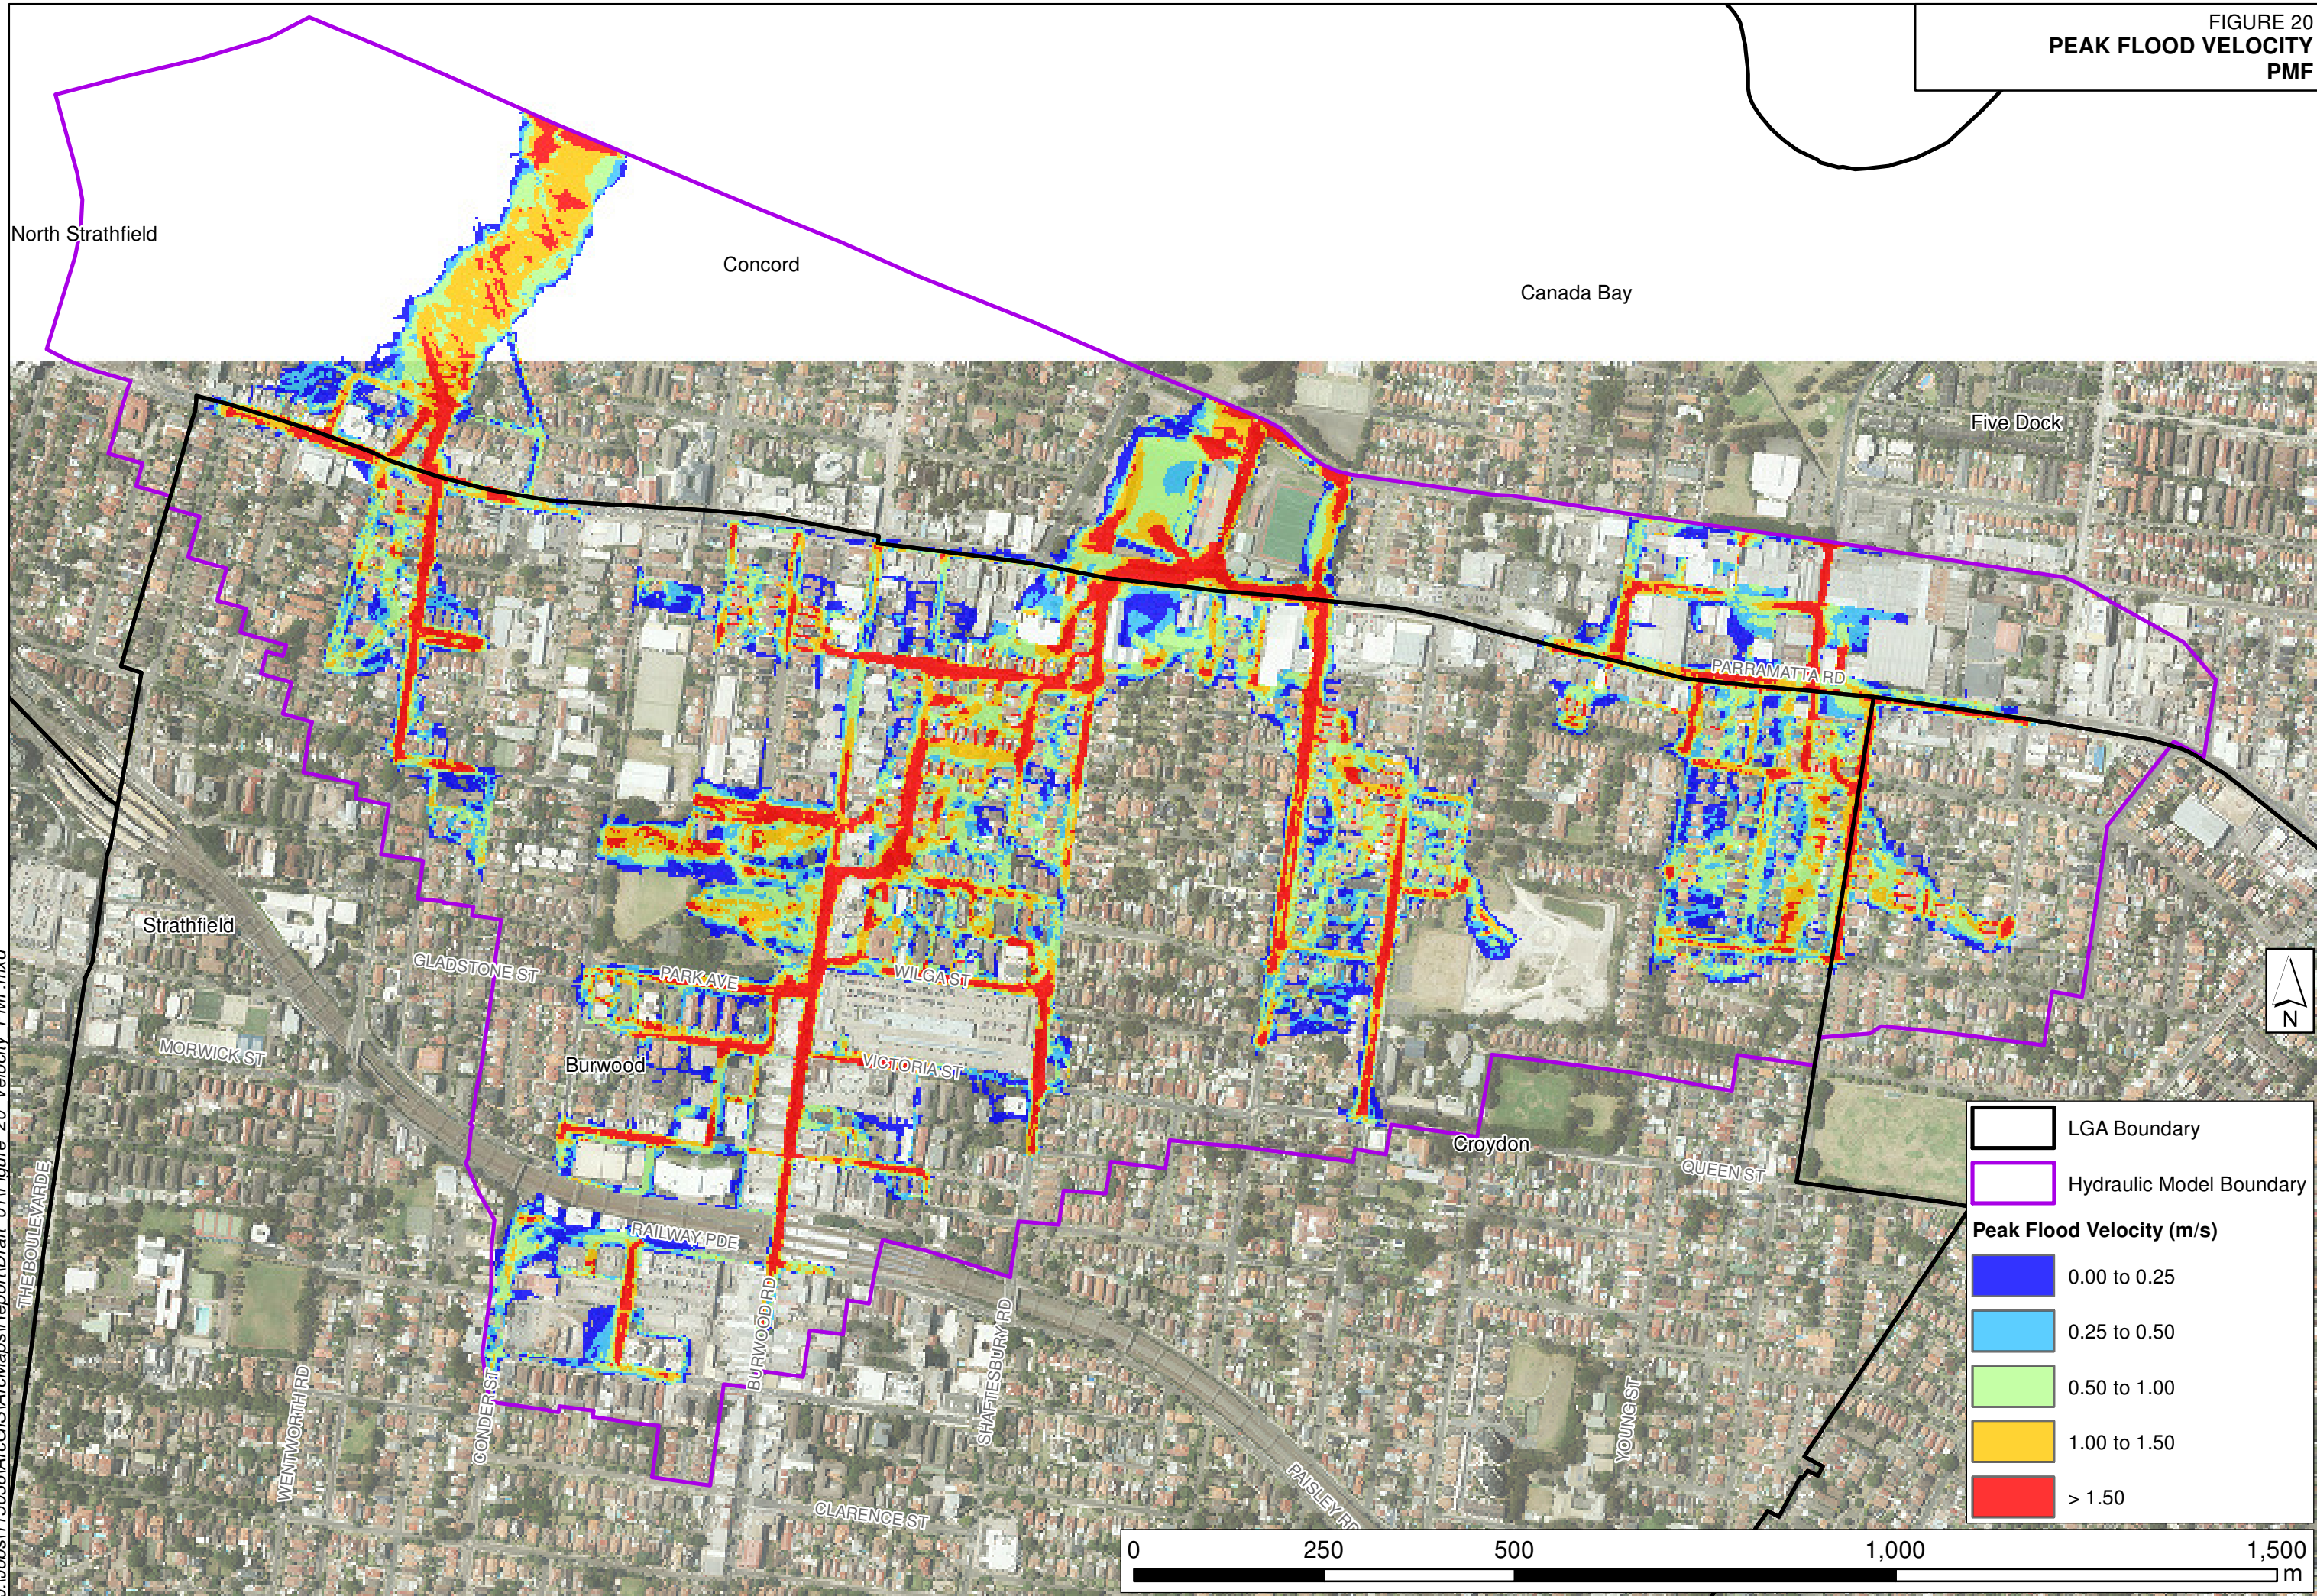 FIGURE 20
PEAK FLOOD VELOCITY
PMF
North Strathfield
Concord
Canada Bay
Five Dock
PARRAMATTA RD
Strathfield
GLADSTONE ST
PARK AVE
WILGA ST
MORWICK ST
Burwood
VICTORIA ST
Croydon
QUEEN ST
THE BOULEVARDE
RAILWAY PDE
BURWOOD RD
SHAFTESBURY RD
WENTWORTH RD
CONDER ST
YOUNG ST
PAISLEY RD
CLARENCE ST
N
LGA Boundary
Hydraulic Model Boundary
Peak Flood Velocity (m/s)
0.00 to 0.25
0.25 to 0.50
0.50 to 1.00
1.00 to 1.50
> 1.50
0 250 500 1,000 1,500
m